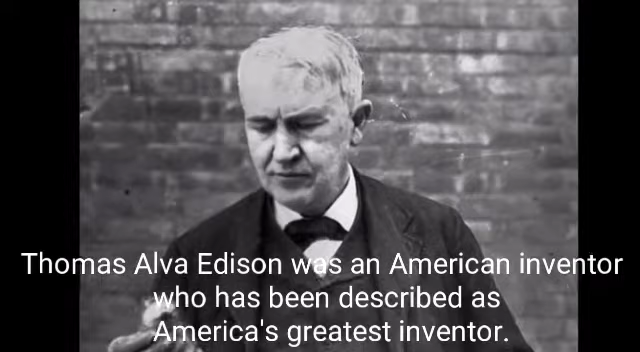 Thomas Alva Edison was an American inventor
who has been described as
America's greatest inventor.